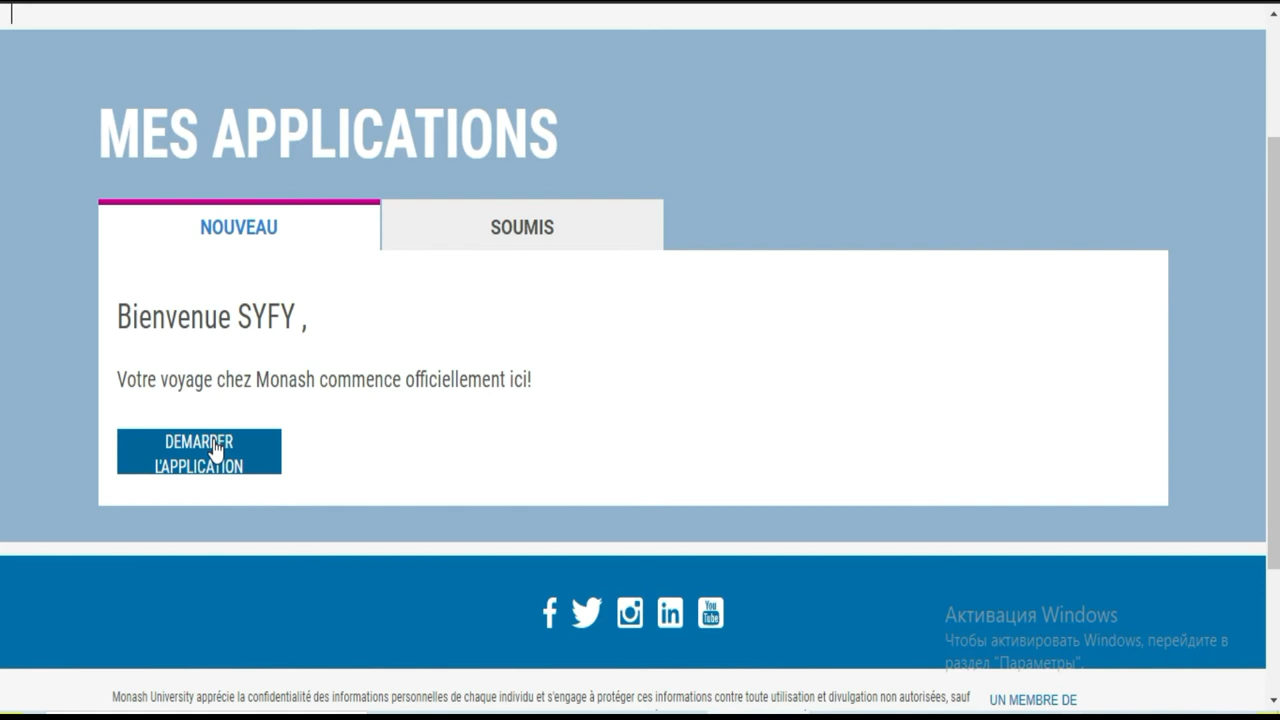 MES APPLICATIONS
NOUVEAU
SOUMIS
Bienvenue SYFY ,
Votre voyage chez Monash commence officiellement ici!
DEMARRER
L'APPLICATION
You
Tube
Активация Windows
Чтобы активировать Windows, перейдите в
раздел "Параметры".
Monash University apprécie la confidentialité des informations personnelles de chaque individu et s'engage à protéger ces informations contre toute utilisation et divulgation non autorisées, sauf
UN MEMBRE DE